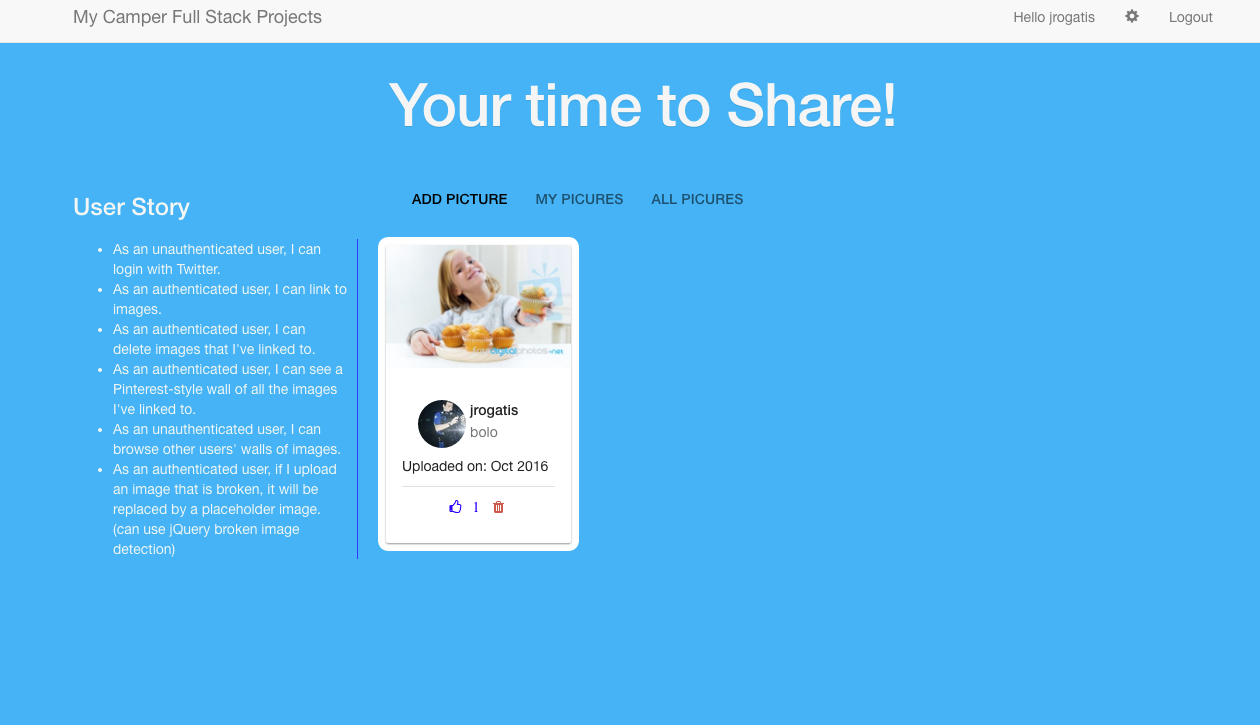 My Camper Full Stack Projects
Hello jrogatis
Logout
Your time to Share!
User Story
As an unauthenticated user, I can
login with Twitter.
As an authenticated user, I can link to
images.
As an authenticated user, I can
delete images that I've linked to.
As an authenticated user, I can see a
Pinterest-style wall of all the images
I've linked to.
As an unauthenticated user, I can
browse other users' walls of images.
As an authenticated user, if I upload
an image that is broken, it will be
replaced by a placeholder image.
(can use jQuery broken image
detection)
ADD PICTURE
MY PICURES
ALL PICURES
jrogatis
bolo
Uploaded on: Oct 2016
1